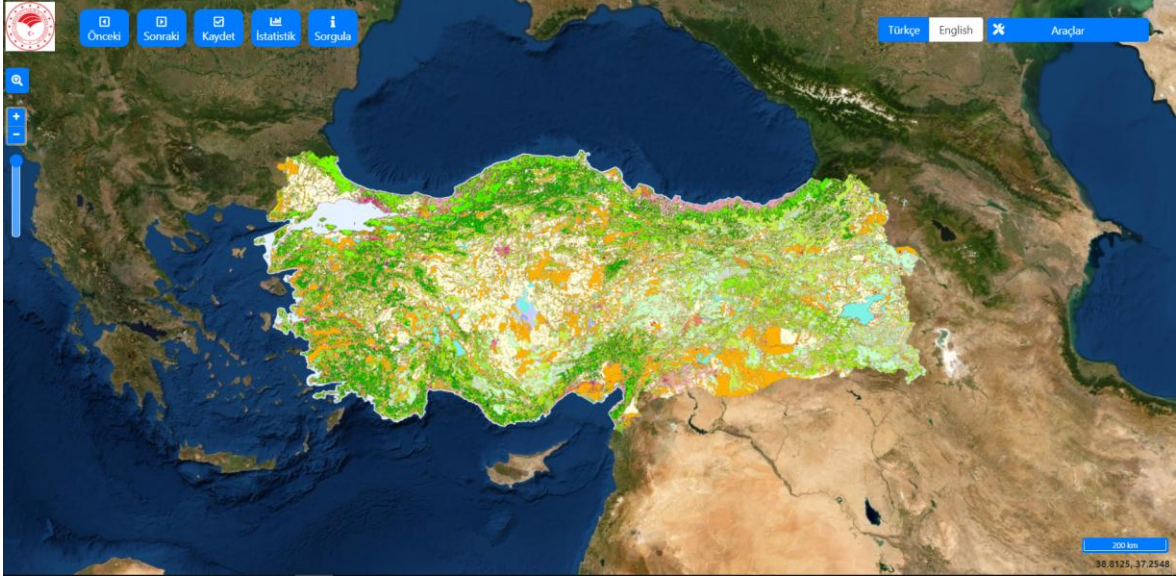 Önceki
Sonraki
Kaydet
İstatistik
Sorgula
Türkçe
English
Araçlar
+
−
200 km
38.8125, 37.2548